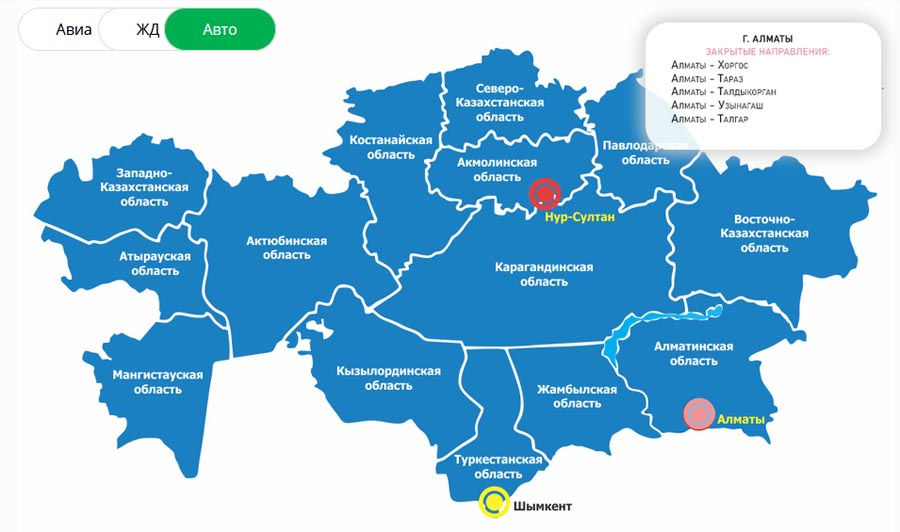 Авиа
ЖД
Авто
Г. АЛМАТЫ
ЗАКРЫТЫЕ НАПРАВЛЕНИЯ:
Алматы – Хоргос
Алматы – Тараз
Алматы – Талдыкорган
Алматы – Узынагаш
Алматы – Талгар
Северо-
Казахстанская
область
Костанайская
область
Акмолинская
область
Павлодарская
область
Западно-
Казахстанская
область
Нур-Султан
Восточно-
Казахстанская
область
Актюбинская
область
Атырауская
область
Карагандинская
область
Алматинская
область
Мангистауская
область
Кызылординская
область
Жамбылская
область
Алматы
Туркестанская
область
Шымкент